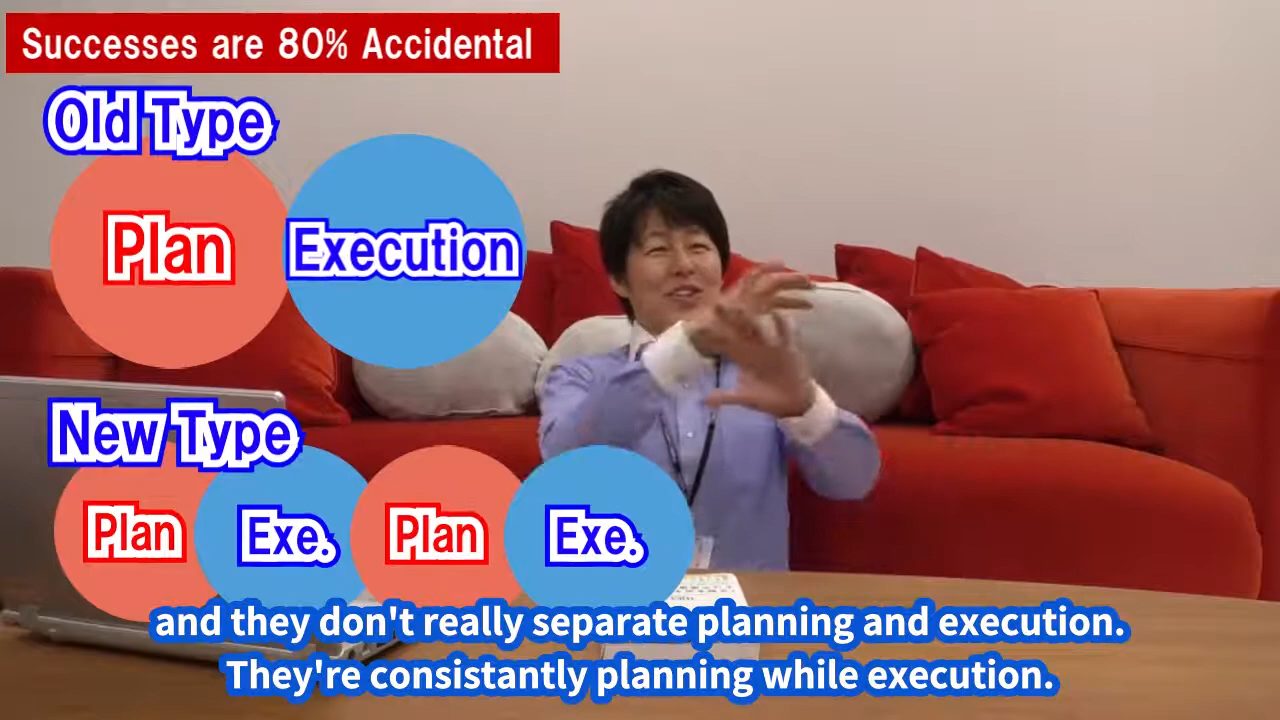 Successes are 80% Accidental
Old Type
Plan
Execution
New Type
Plan
Exe.
Plan
Exe.
and they don't really separate planning and execution.
They're consistantly planning while execution.